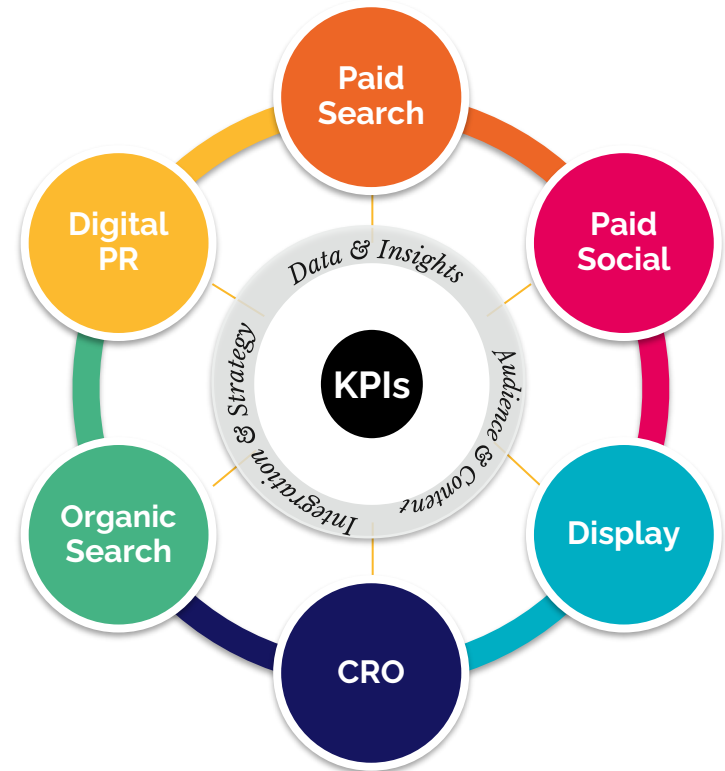 Paid
Search
Digital
PR
Paid
Social
Data & Insights
Integration & Strategy
KPIs
Audience & Content
Organic
Search
Display
CRO